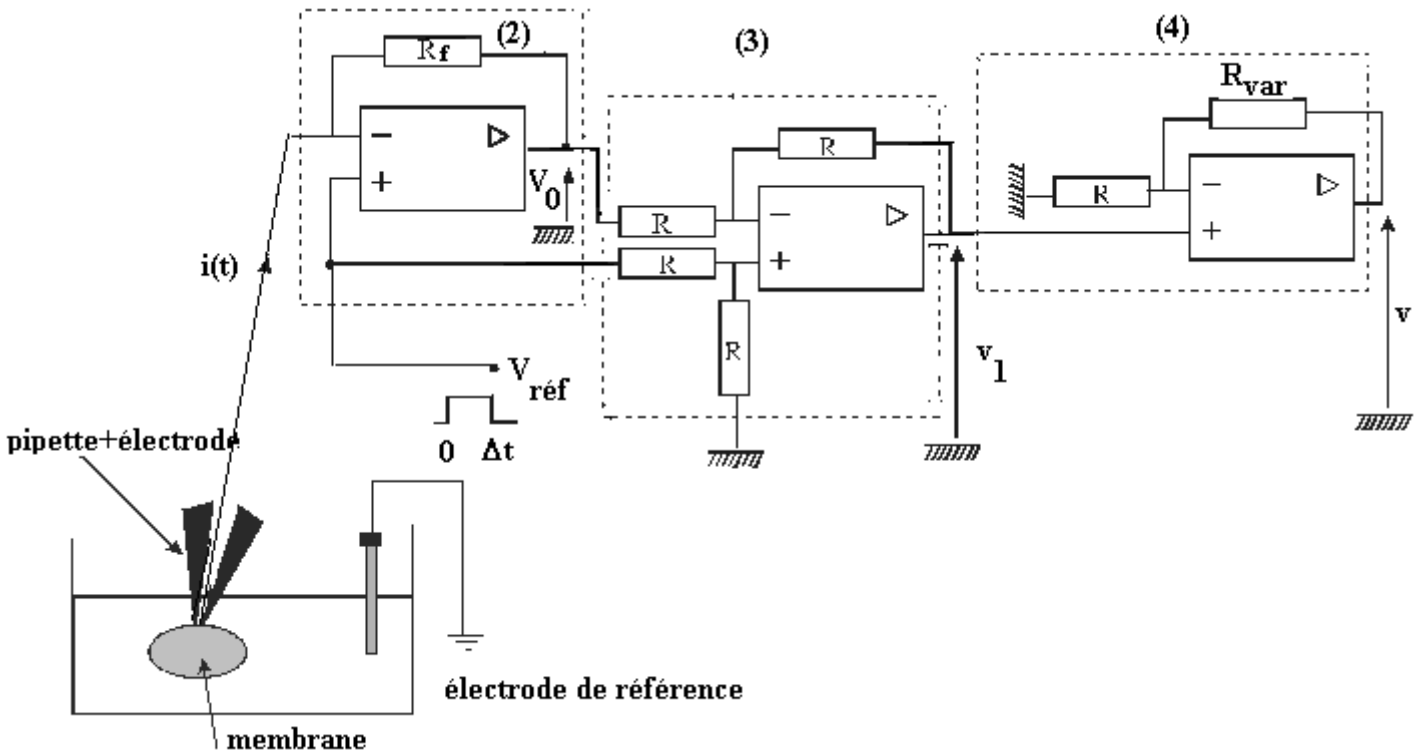 (2)
(3)
(4)
Rf
Rvar
−
+
V0
R
R
R
R
−
+
R
−
+
i(t)
Vréf
v1
v
0 Δt
pipette+électrode
électrode de référence
membrane